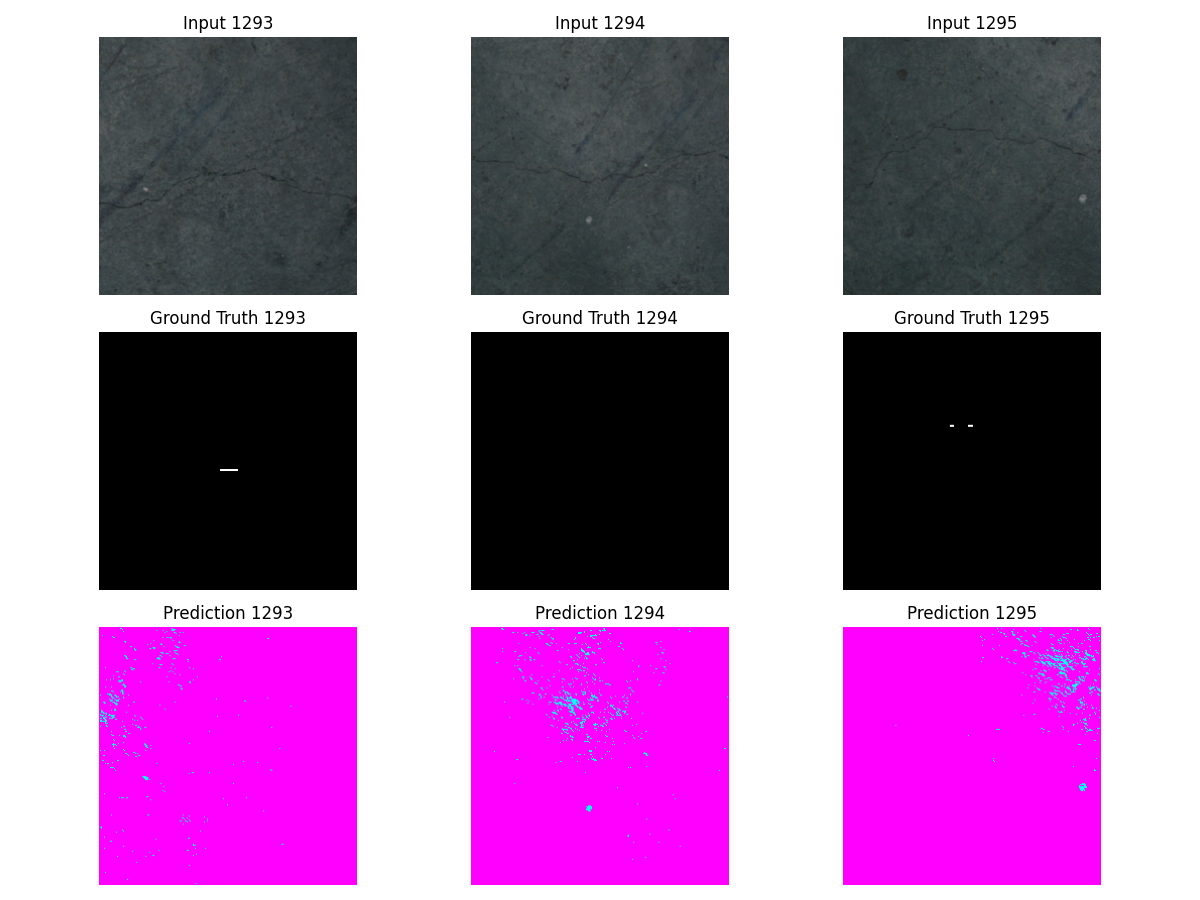 Input 1293
Input 1294
Input 1295
Ground Truth 1293
Ground Truth 1294
Ground Truth 1295
Prediction 1293
Prediction 1294
Prediction 1295